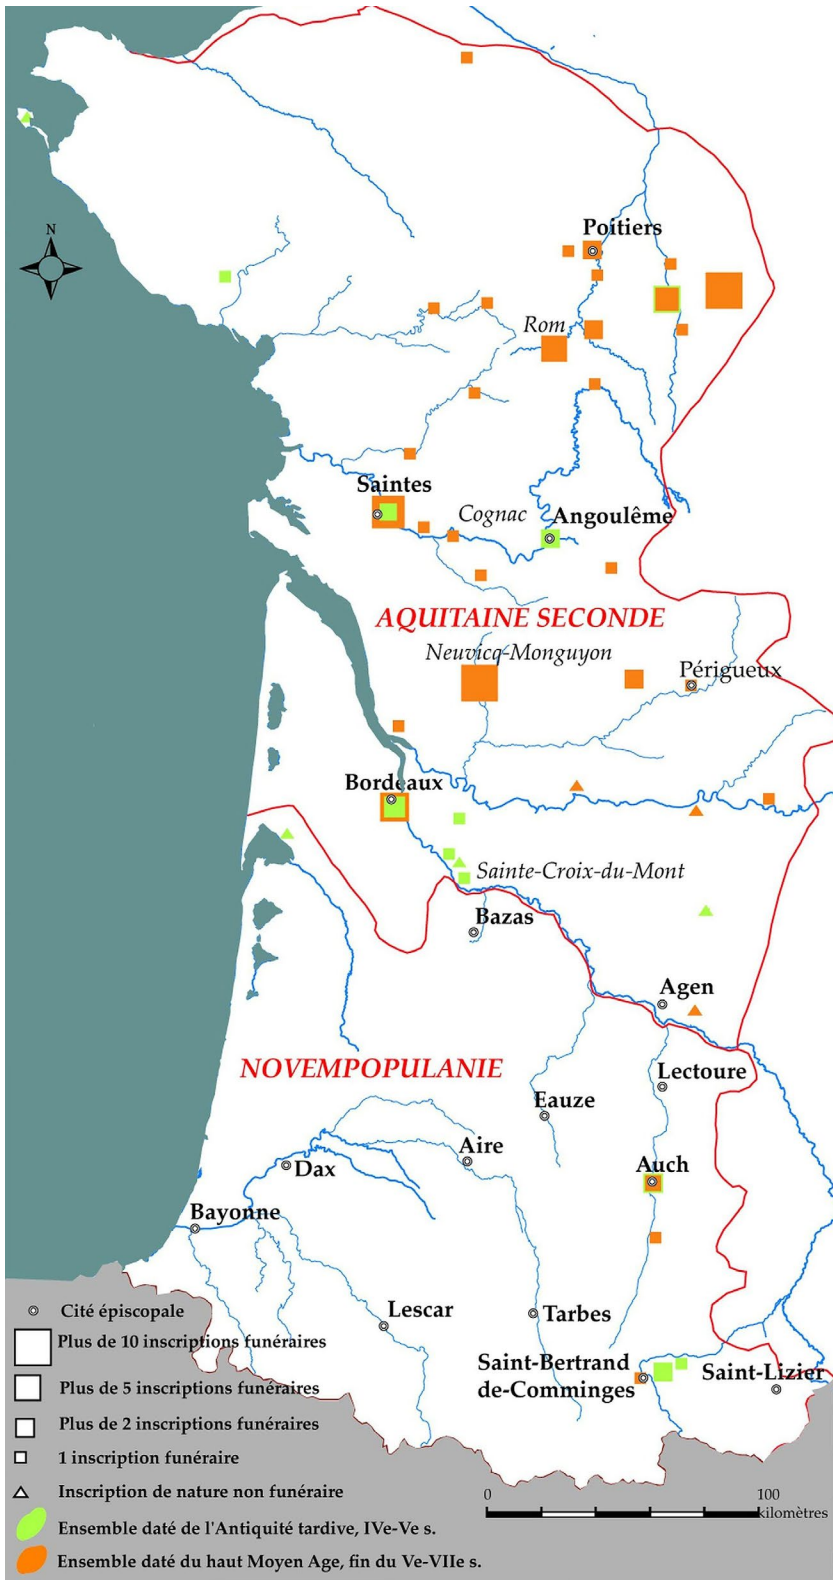 N
Poitiers
Rom
Saintes
Cognac
Angoulême
AQUITAINE SECONDE
Neuvicq-Monguyon
Périgueux
Bordeaux
Sainte-Croix-du-Mont
Bazas
Agen
NOVEMPOPULANIE
Lectoure
Eauze
Aire
Auch
Dax
Bayonne
Lescar
Tarbes
Saint-Bertrand
de-Comminges
Saint-Lizier
Cité épiscopale
Plus de 10 inscriptions funéraires
Plus de 5 inscriptions funéraires
Plus de 2 inscriptions funéraires
1 inscription funéraire
Inscription de nature non funéraire
Ensemble daté de l'Antiquité tardive, IVe-Ve s.
Ensemble daté du haut Moyen Age, fin du Ve-VIIe s.
0 100
kilomètres